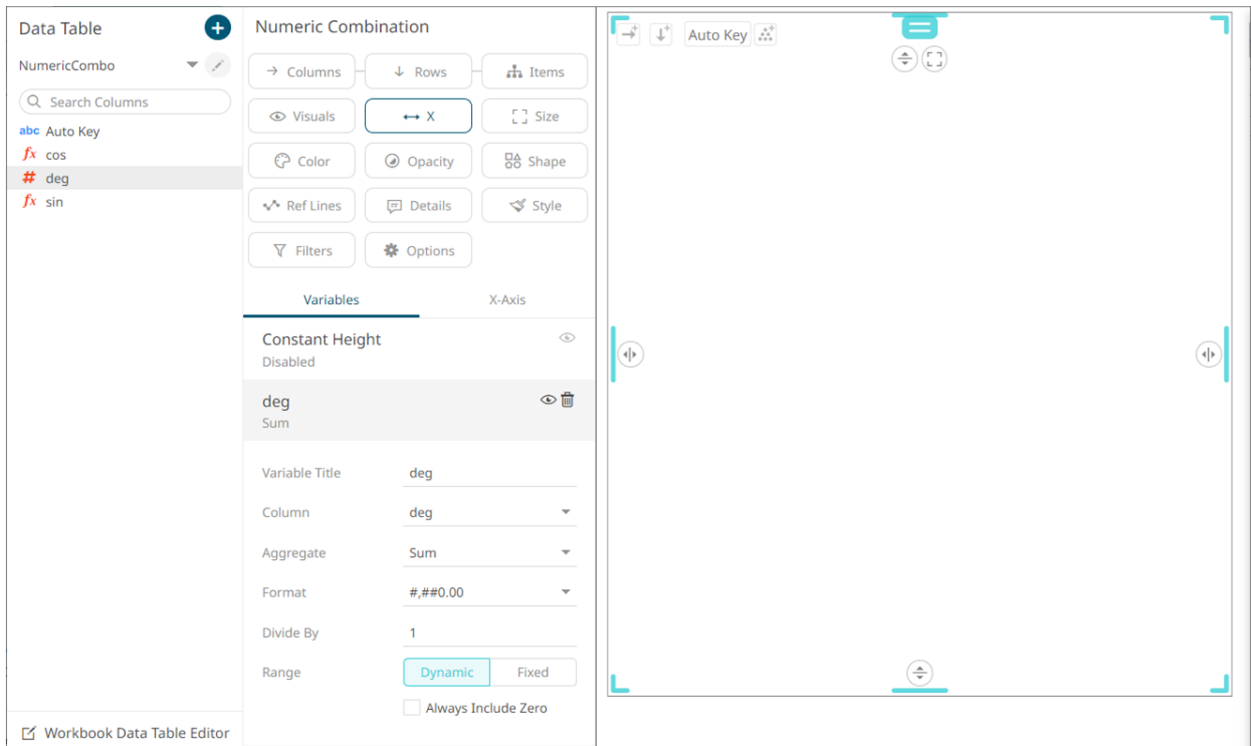 Data Table
NumericCombo
Search Columns
abc Auto Key
fx cos
# deg
fx sin
Workbook Data Table Editor
Numeric Combination
Columns
Rows
Items
Visuals
X
Size
Color
Opacity
Shape
Ref Lines
Details
Style
Filters
Options
Variables
X-Axis
Constant Height
Disabled
deg
Sum
Variable Title deg
Column deg
Aggregate Sum
Format #,##0.00
Divide By 1
Range Dynamic Fixed
Always Include Zero
Auto Key